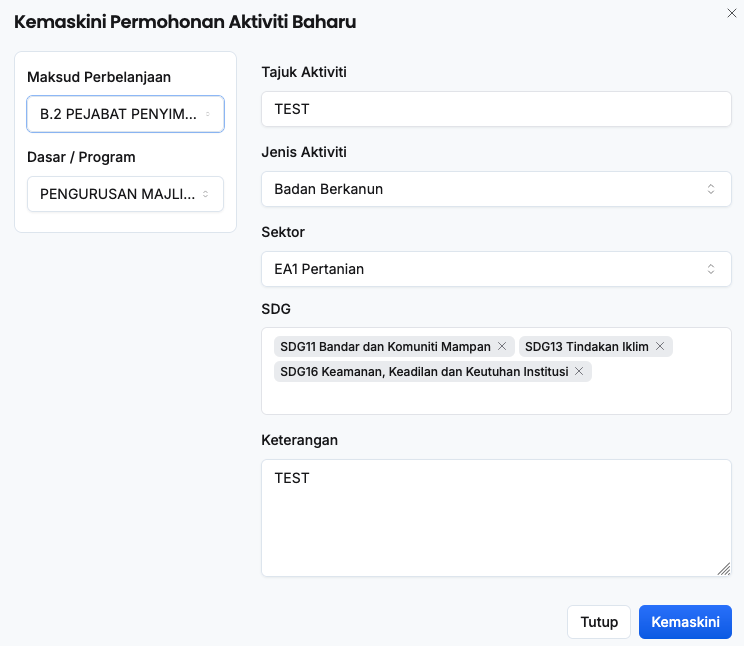 Kemaskini Permohonan Aktiviti Baharu
Maksud Perbelanjaan
B.2 PEJABAT PENYIM...
Dasar / Program
PENGURUSAN MAJLI...
Tajuk Aktiviti
TEST
Jenis Aktiviti
Badan Berkanun
Sektor
EA1 Pertanian
SDG
SDG11 Bandar dan Komuniti Mampan
SDG13 Tindakan Iklim
SDG16 Keamanan, Keadilan dan Keutuhan Institusi
Keterangan
TEST
Tutup
Kemaskini